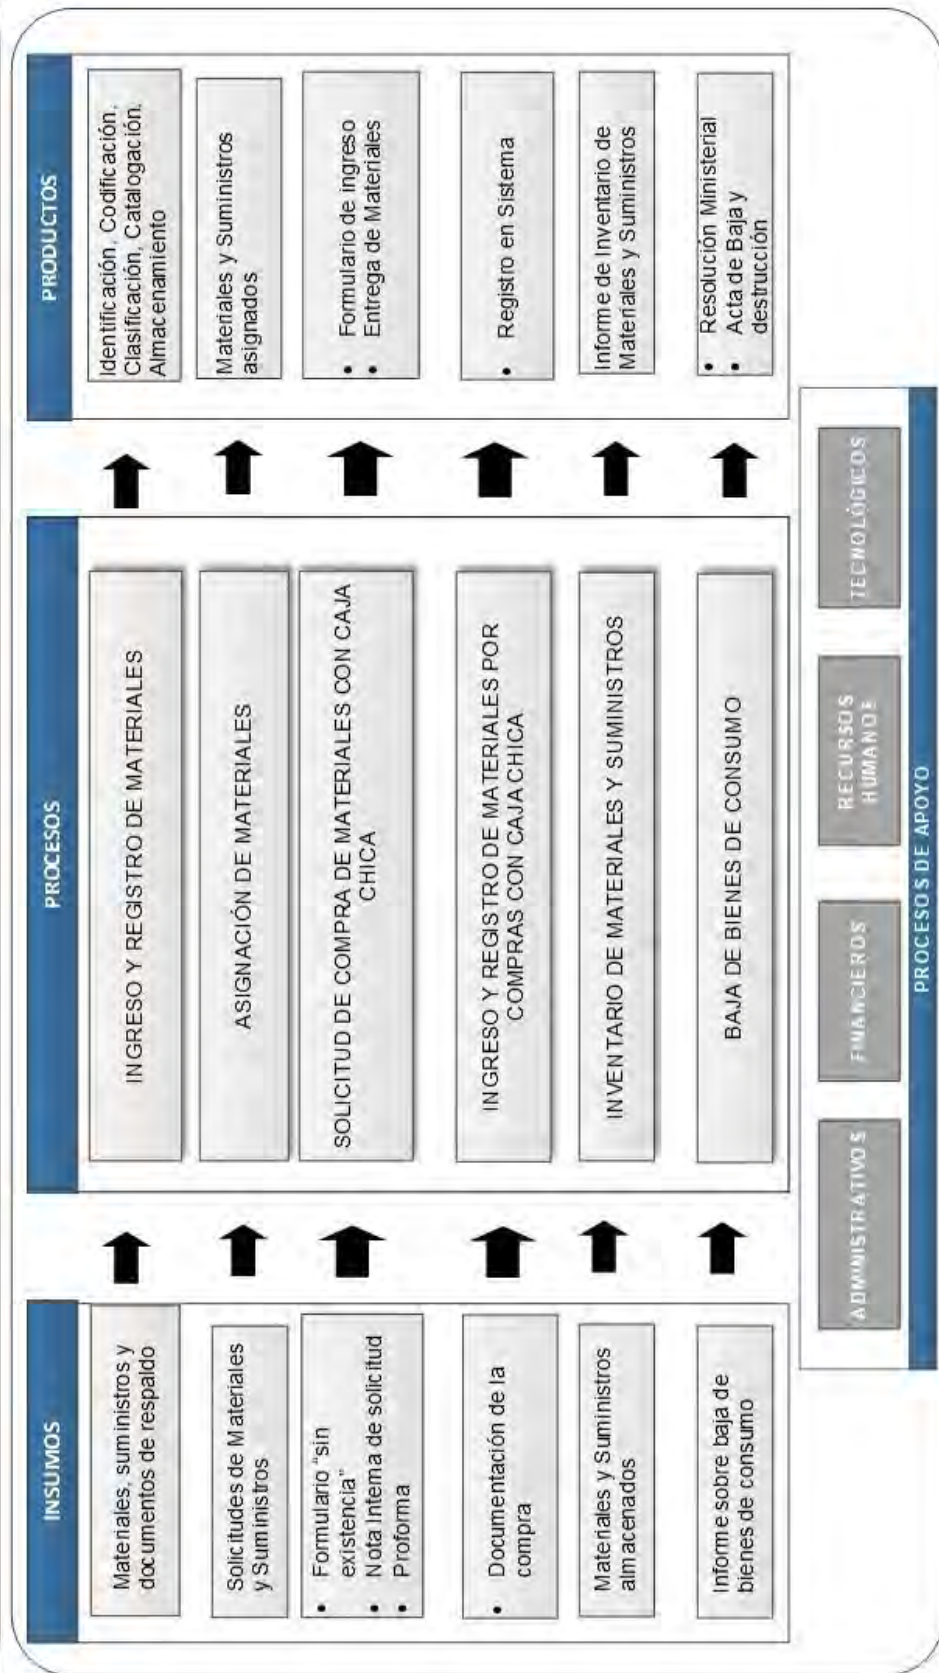 INSUMOS
Materiales, suministros y
documentos de respaldo
Solicitudes de Materiales
y Suministros
• Formulario “sin
existencia”
• Nota Interna de solicitud
• Proforma
• Documentación de la
compra
Materiales y Suministros
almacenados
Informe sobre baja de
bienes de consumo
PROCESOS
INGRESO Y REGISTRO DE MATERIALES
ASIGNACIÓN DE MATERIALES
SOLICITUD DE COMPRA DE MATERIALES CON CAJA
CHICA
INGRESO Y REGISTRO DE MATERIALES POR
COMPRAS CON CAJA CHICA
INVENTARIO DE MATERIALES Y SUMINISTROS
BAJA DE BIENES DE CONSUMO
PRODUCTOS
Identificación, Codificación,
Clasificación, Catalogación,
Almacenamiento
Materiales y Suministros
asignados
• Formulario de ingreso
• Entrega de Materiales
• Registro en Sistema
Informe de Inventario de
Materiales y Suministros
• Resolución Ministerial
• Acta de Baja y
destrucción
ADMINISTRATIVOS
FINANCIEROS
RECURSOS
HUMANOS
TECNOLÓGICOS
PROCESOS DE APOYO